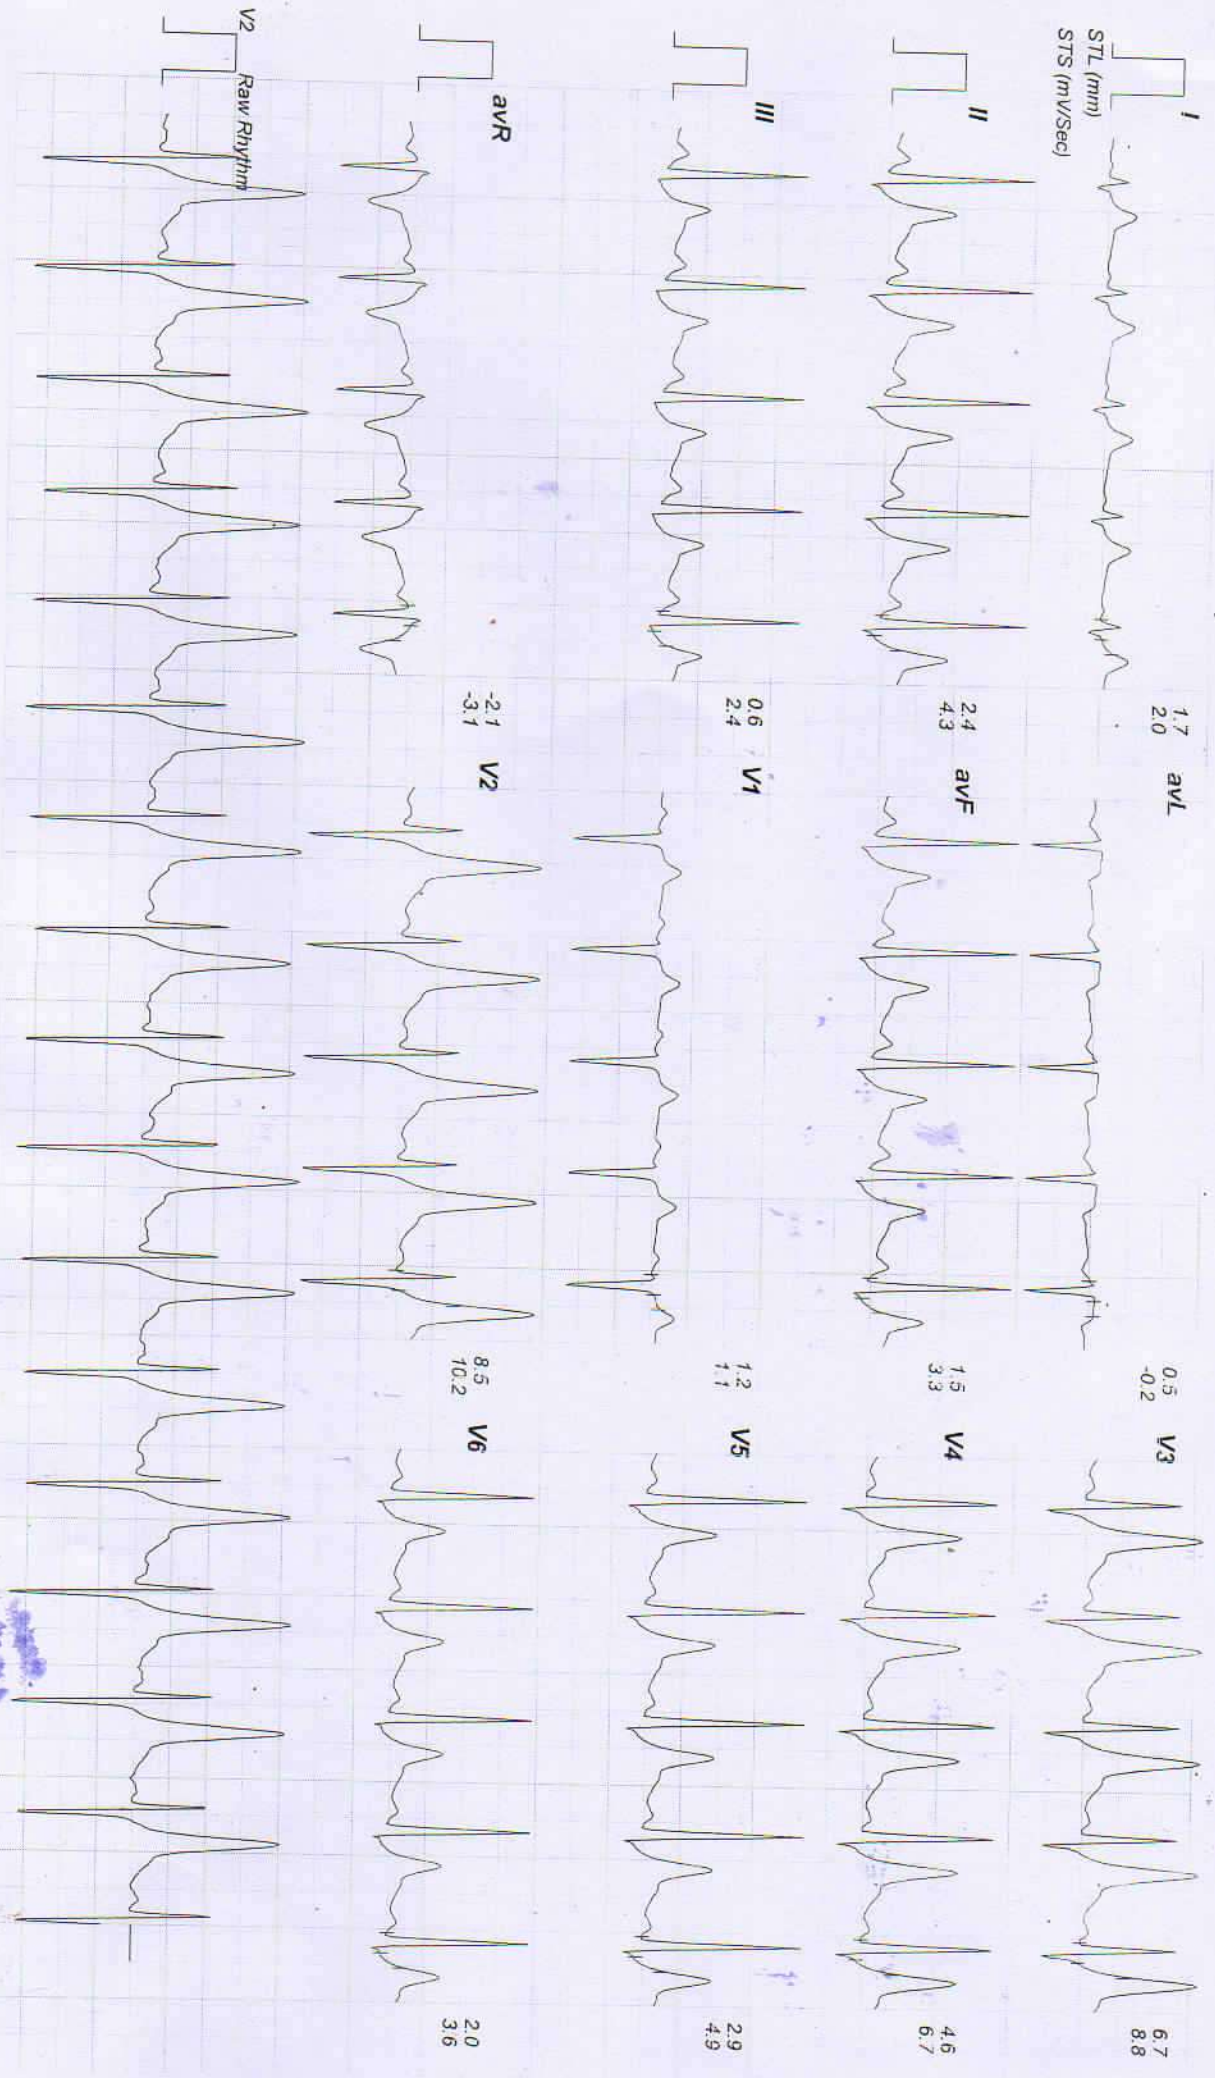 I
STL (mm)
STS (mV/Sec)
1.7
2.0
avL
0.5
-0.2
V3
6.7
8.8
II
2.4
4.3
avF
1.5
3.3
V4
4.6
6.7
III
0.6
2.4
V1
1.2
1.1
V5
2.9
4.9
avR
-2.1
-3.1
V2
8.5
10.2
V6
2.0
3.6
V2 Raw Rhythm